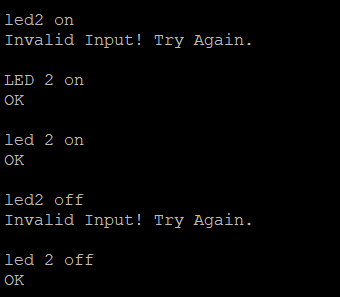 led2 on
Invalid Input! Try Again.
LED 2 on
OK
led 2 on
OK
led2 off
Invalid Input! Try Again.
led 2 off
OK